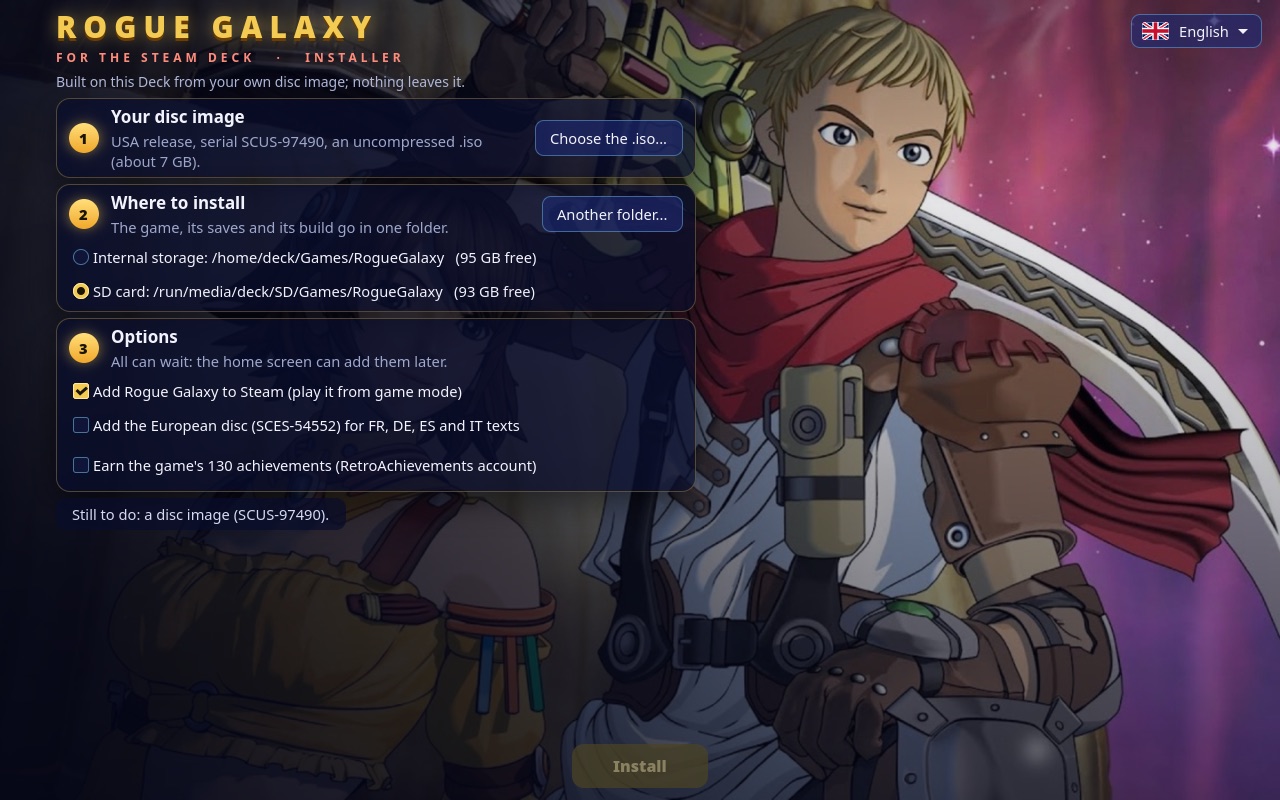 ROGUE GALAXY
FOR THE STEAM DECK · INSTALLER
Built on this Deck from your own disc image; nothing leaves it.
English
1
Your disc image
USA release, serial SCUS-97490, an uncompressed .iso
(about 7 GB).
Choose the .iso...
2
Where to install
The game, its saves and its build go in one folder.
Another folder...
Internal storage: /home/deck/Games/RogueGalaxy (95 GB free)
SD card: /run/media/deck/SD/Games/RogueGalaxy (93 GB free)
3
Options
All can wait: the home screen can add them later.
Add Rogue Galaxy to Steam (play it from game mode)
Add the European disc (SCES-54552) for FR, DE, ES and IT texts
Earn the game's 130 achievements (RetroAchievements account)
Still to do: a disc image (SCUS-97490).
Install